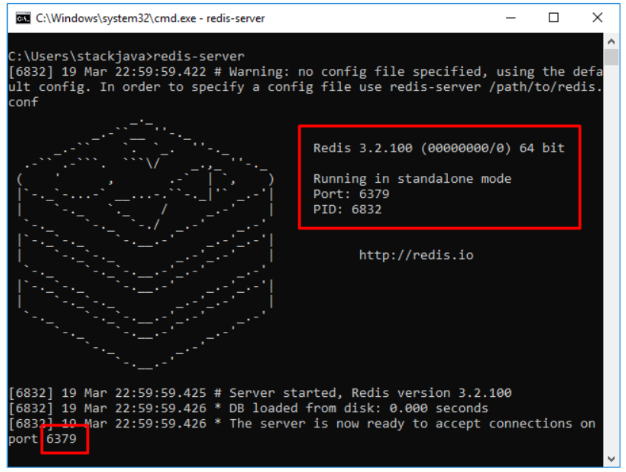 C:\Windows\system32\cmd.exe - redis-server
C:\Users\stackjava>redis-server
[6832] 19 Mar 22:59:59.422 # Warning: no config file specified, using the defa
ult config. In order to specify a config file use redis-server /path/to/redis.
conf
Redis 3.2.100 (00000000/0) 64 bit
Running in standalone mode
Port: 6379
PID: 6832
http://redis.io
[6832] 19 Mar 22:59:59.425 # Server started, Redis version 3.2.100
[6832] 19 Mar 22:59:59.426 * DB loaded from disk: 0.000 seconds
[6832] 19 Mar 22:59:59.426 * The server is now ready to accept connections on
port 6379